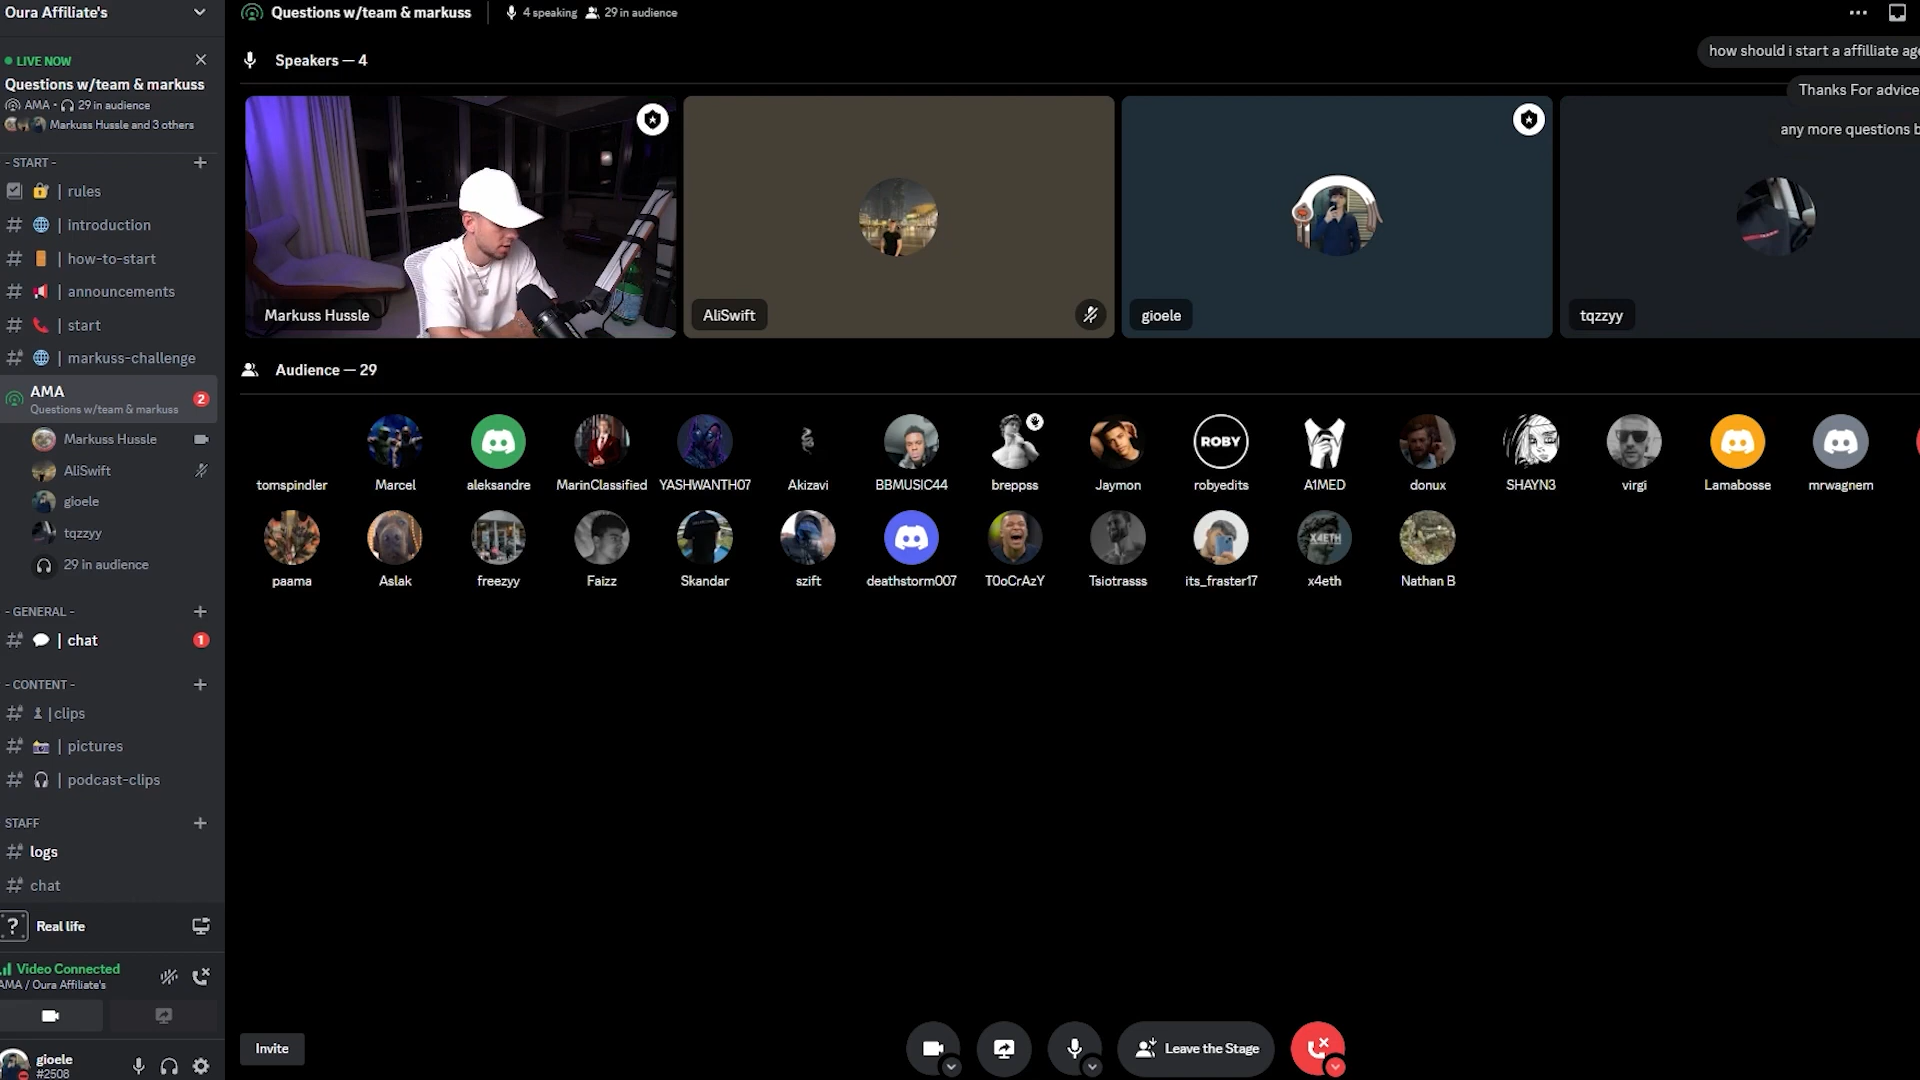 Oura Affiliate's
LIVE NOW
Questions w/team & markuss
AMA • 29 in audience
Markuss Hussle and 3 others
- START -
| rules
| introduction
| how-to-start
| announcements
| start
| markuss-challenge
AMA
Questions w/team & markuss
2
Markuss Hussle
AliSwift
gioele
tqzzyy
29 in audience
- GENERAL -
| chat
1
- CONTENT -
| clips
| pictures
| podcast-clips
STAFF
logs
chat
? Real life
Video Connected
AMA / Oura Affiliate's
gioele
#2508
Questions w/team & markuss
4 speaking 29 in audience
Speakers — 4
how should i start a affilliate
Thanks For advice
any more questions
Markuss Hussle
AliSwift
gioele
tqzzyy
Audience — 29
tomspindler Marcel aleksandre MarinClassified YASHWANTH07 Akizavi BBMUSIC44 breppss Jaymon robyedits A1MED donux SHAYN3 virgi Lamabosse mrwagnem
ROBY
paama Aslak freezyy Faizz Skandar szift deathstorm007 T0oCrAzY Tsiotrasss its_fraster17 x4eth Nathan B
X4ETH
Invite
Leave the Stage